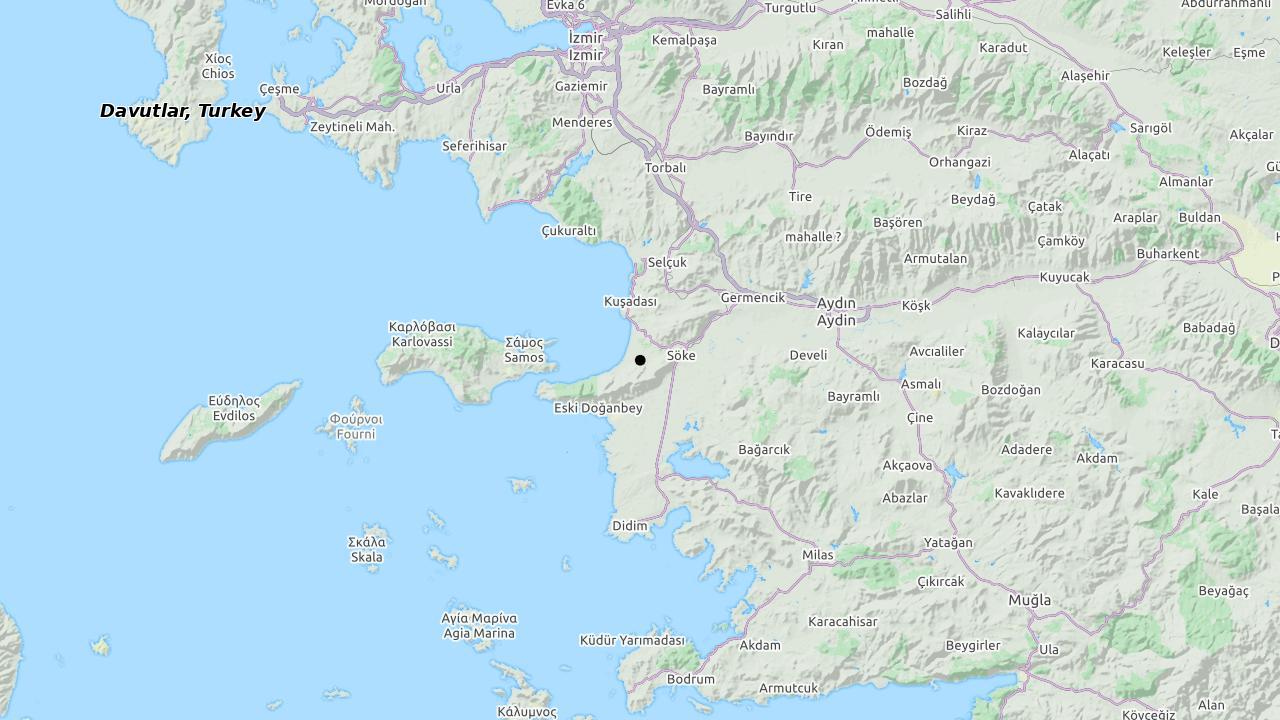 Mordoğan
Evka 6
Turgutlu
Salihli
Abdurrahmanlı
İzmir
İzmir
Kemalpaşa
Kıran
mahalle
Karadut
Keleşler
Eşme
Χίος
Chios
Çeşme
Urla
Gaziemir
Bayramlı
Bozdağ
Alaşehir
Davutlar, Turkey
Zeytineli Mah.
Menderes
Bayındır
Ödemiş
Kiraz
Sarıgöl
Akçalar
Seferihisar
Torbalı
Orhangazi
Alaçatı
Almanlar
Tire
Beydağ
Çatak
Çukuraltı
mahalle ?
Başören
Araplar
Buldan
Çamköy
Selçuk
Armutalan
Buharkent
Kuşadası
Germencik
Aydın
Aydin
Köşk
Kuyucak
Καρλόβασι
Karlovassi
Σάμος
Samos
Söke
Develi
Avcıaliler
Kalaycılar
Babadağ
Karacasu
Asmalı
Bozdoğan
Εύδηλος
Evdilos
Φούρνοι
Fourni
Eski Doğanbey
Bayramlı
Çine
Bağarcık
Adadere
Akdam
Akçaova
Abazlar
Kavaklıdere
Kale
Didim
Σκάλα
Skala
Milas
Yatağan
Çıkırcak
Muğla
Beyağaç
Αγία Μαρίνα
Agia Marina
Küdür Yarımadası
Akdam
Karacahisar
Beygirler
Ula
Bodrum
Armutcuk
Κάλυμνος
Köyceğiz
Alan